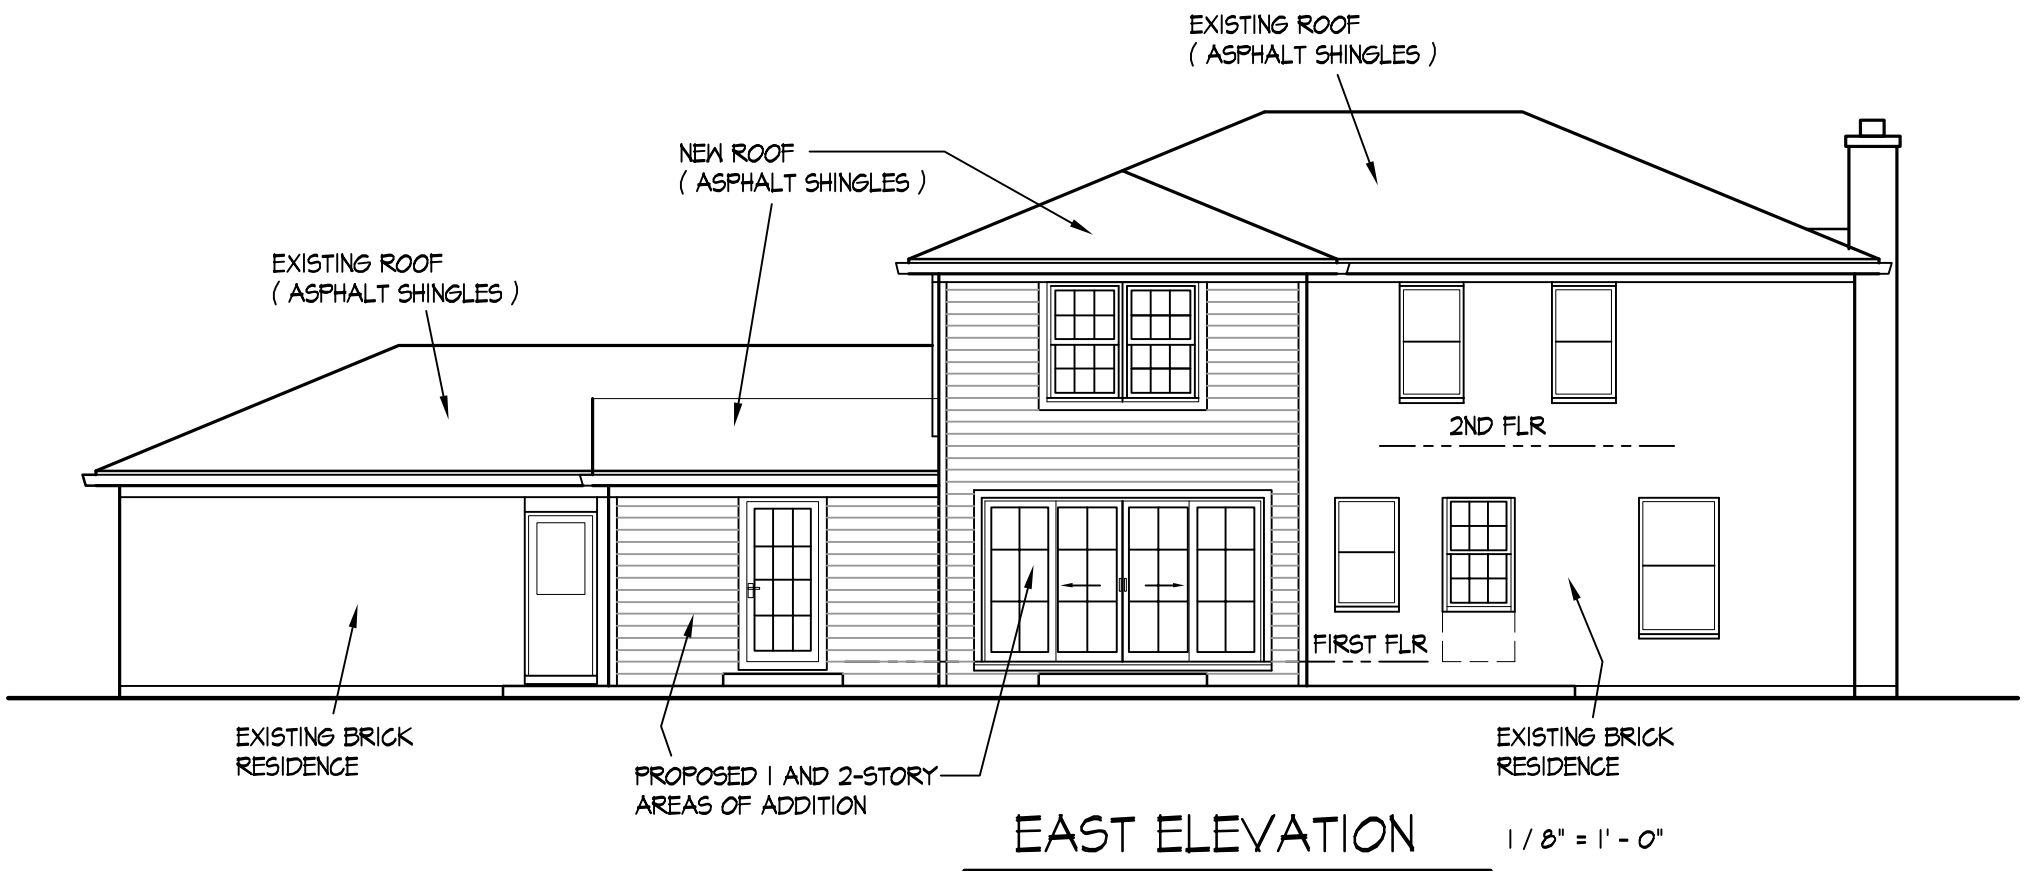 EXISTING ROOF
( ASPHALT SHINGLES )
NEW ROOF
( ASPHALT SHINGLES )
EXISTING ROOF
( ASPHALT SHINGLES )
2ND FLR
FIRST FLR
EXISTING BRICK
RESIDENCE
PROPOSED 1 AND 2-STORY
AREAS OF ADDITION
EXISTING BRICK
RESIDENCE
EAST ELEVATION 1 / 8" = 1' - 0"